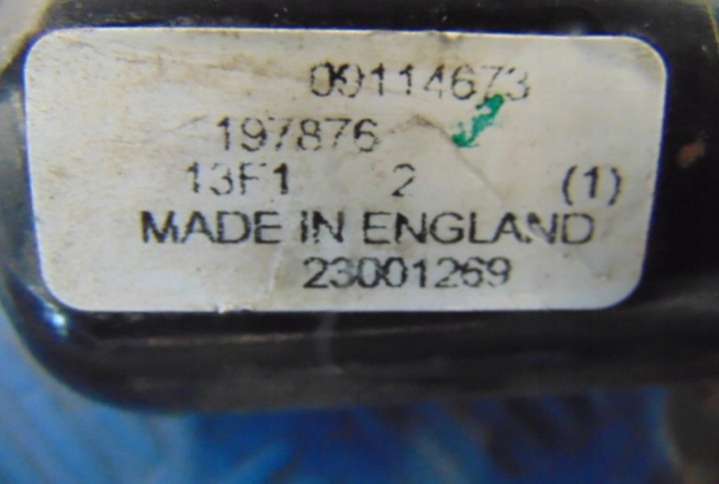 09114673
197876
13F1 2 (1)
MADE IN ENGLAND
23001269